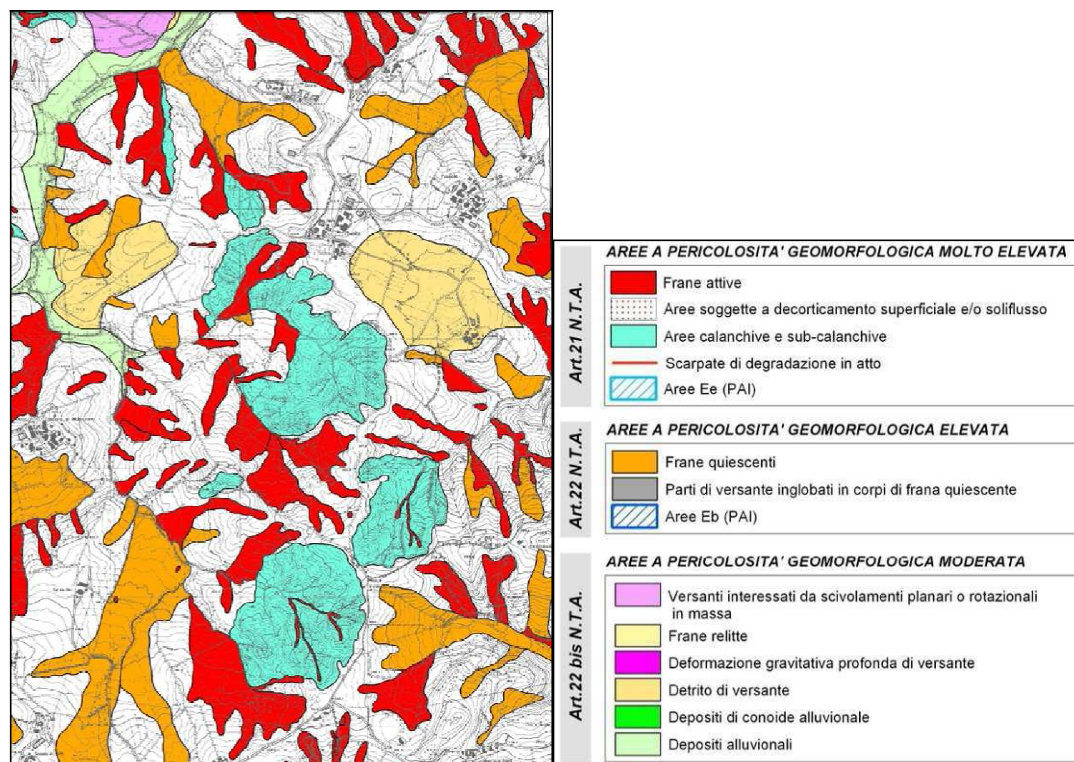 Art.21 N.T.A.
AREE A PERICOLOSITA' GEOMORFOLOGICA MOLTO ELEVATA
Frane attive
Aree soggette a decorticamento superficiale e/o soliflusso
Aree calanchive e sub-calanchive
Scarpate di degradazione in atto
Aree Ee (PAI)
Art.22 N.T.A.
AREE A PERICOLOSITA' GEOMORFOLOGICA ELEVATA
Frane quiescenti
Parti di versante inglobati in corpi di frana quiescente
Aree Eb (PAI)
Art.22 bis N.T.A.
AREE A PERICOLOSITA' GEOMORFOLOGICA MODERATA
Versanti interessati da scivolamenti planari o rotazionali
in massa
Frane relitte
Deformazione gravitativa profonda di versante
Detrito di versante
Depositi di conoide alluvionale
Depositi alluvionali